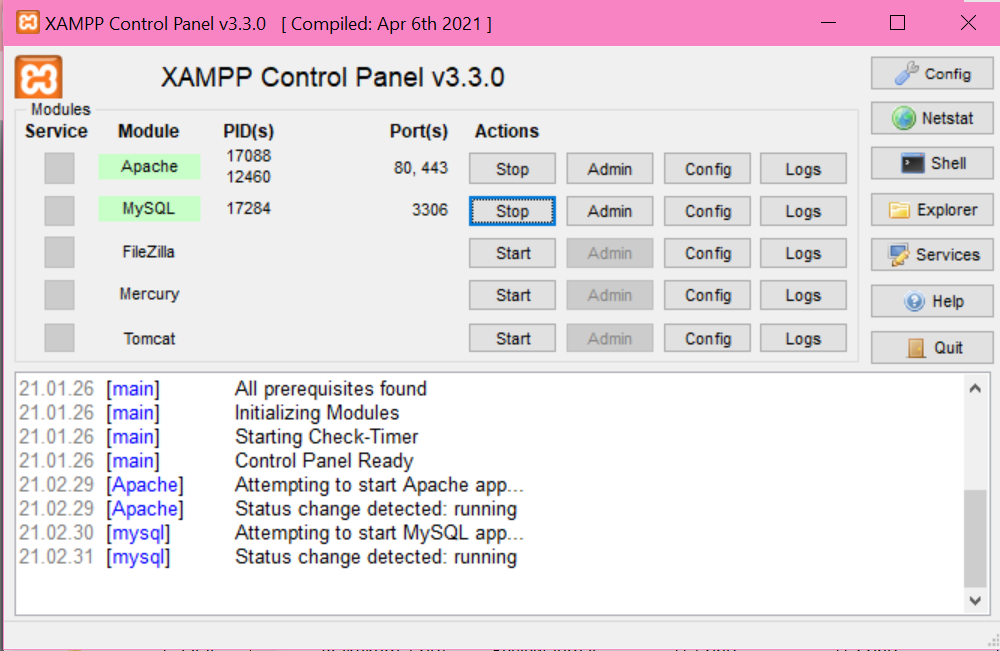 XAMPP Control Panel v3.3.0 [ Compiled: Apr 6th 2021 ]
XAMPP Control Panel v3.3.0
Config
Modules
Service Module PID(s) Port(s) Actions
Netstat
Apache 17088 12460 80, 443 Stop Admin Config Logs
Shell
MySQL 17284 3306 Stop Admin Config Logs
Explorer
FileZilla Start Admin Config Logs
Services
Mercury Start Admin Config Logs
Help
Tomcat Start Admin Config Logs
Quit
21.01.26 [main] All prerequisites found
21.01.26 [main] Initializing Modules
21.01.26 [main] Starting Check-Timer
21.01.26 [main] Control Panel Ready
21.02.29 [Apache] Attempting to start Apache app...
21.02.29 [Apache] Status change detected: running
21.02.30 [mysql] Attempting to start MySQL app...
21.02.31 [mysql] Status change detected: running